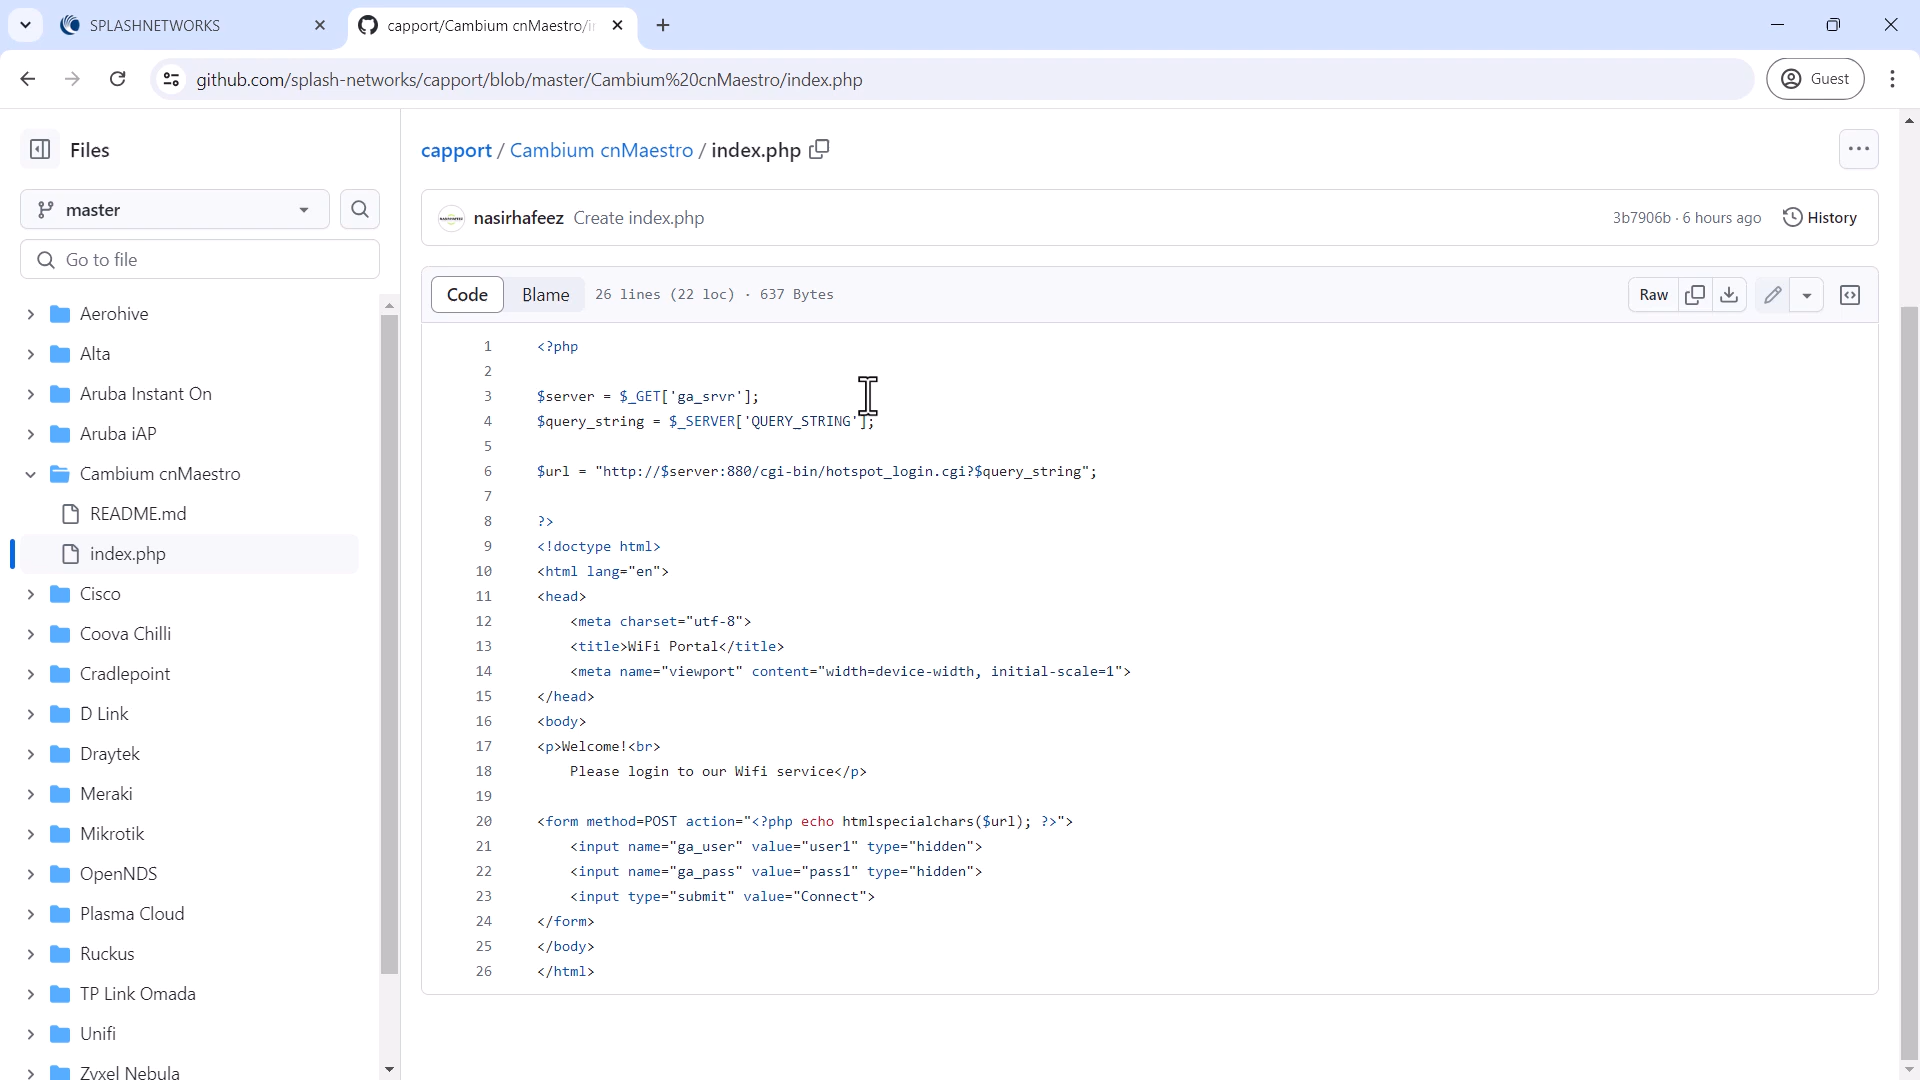 SPLASHNETWORKS
capport/Cambium cnMaestro/i
github.com/splash-networks/capport/blob/master/Cambium%20cnMaestro/index.php
Guest
Files
master
Go to file
Aerohive
Alta
Aruba Instant On
Aruba iAP
Cambium cnMaestro
README.md
index.php
Cisco
Coova Chilli
Cradlepoint
D Link
Draytek
Meraki
Mikrotik
OpenNDS
Plasma Cloud
Ruckus
TP Link Omada
Unifi
Zyxel Nebula
capport / Cambium cnMaestro / index.php
nasirhafeez Create index.php
3b7906b · 6 hours ago
History
Code
Blame
26 lines (22 loc) · 637 Bytes
Raw
1 <?php
2
3 $server = $_GET['ga_srvr'];
4 $query_string = $_SERVER['QUERY_STRING'];
5
6 $url = "http://$server:880/cgi-bin/hotspot_login.cgi?$query_string";
7
8 ?>
9 <!doctype html>
10 <html lang="en">
11 <head>
12 <meta charset="utf-8">
13 <title>WiFi Portal</title>
14 <meta name="viewport" content="width=device-width, initial-scale=1">
15 </head>
16 <body>
17 <p>Welcome!<br>
18 Please login to our Wifi service</p>
19
20 <form method=POST action="<?php echo htmlspecialchars($url); ?>">
21 <input name="ga_user" value="user1" type="hidden">
22 <input name="ga_pass" value="pass1" type="hidden">
23 <input type="submit" value="Connect">
24 </form>
25 </body>
26 </html>